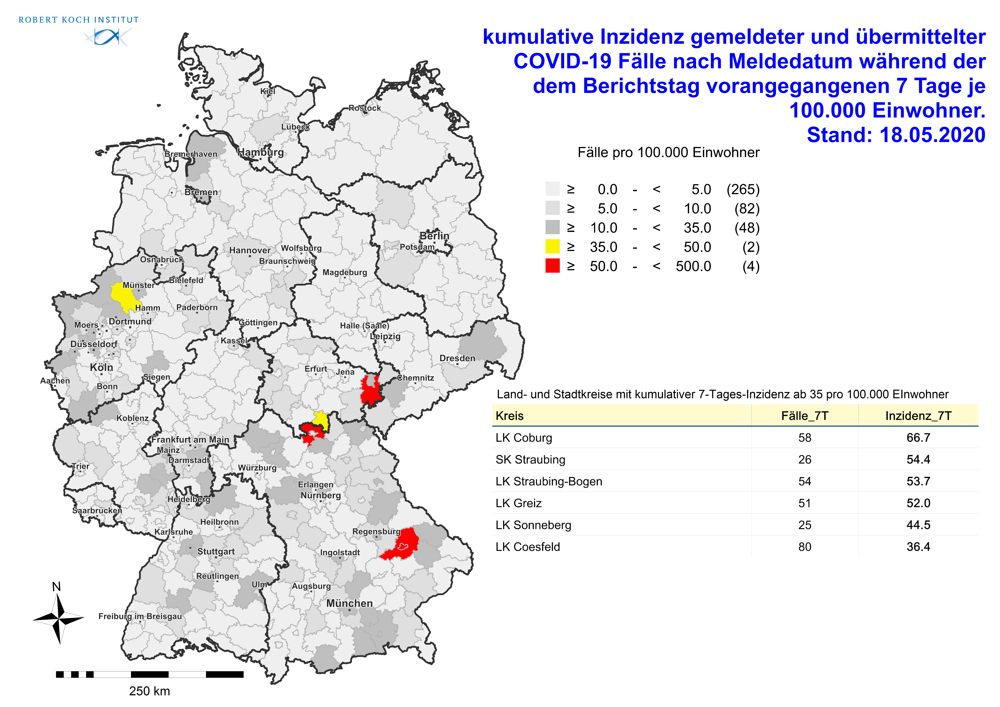 ROBERT KOCH INSTITUT
kumulative Inzidenz gemeldeter und übermittelter
COVID-19 Fälle nach Meldedatum während der
dem Berichtstag vorangegangenen 7 Tage je
100.000 Einwohner.
Stand: 18.05.2020
Fälle pro 100.000 Einwohner
≥ 0.0 - < 5.0 (265)
≥ 5.0 - < 10.0 (82)
≥ 10.0 - < 35.0 (48)
≥ 35.0 - < 50.0 (2)
≥ 50.0 - < 500.0 (4)
Kiel
Rostock
Lübeck
Hamburg
Bremerhaven
Bremen
Berlin
Potsdam
Hannover
Wolfsburg
Osnabrück
Braunschweig
Magdeburg
Bielefeld
Münster
Hamm
Paderborn
Moers
Dortmund
Göttingen
Halle (Saale)
Leipzig
Kassel
Düsseldorf
Dresden
Köln
Erfurt
Jena
Siegen
Chemnitz
Aachen
Bonn
Koblenz
Frankfurt am Main
Mainz
Darmstadt
Trier
Würzburg
Erlangen
Nürnberg
Heidelberg
Saarbrücken
Heilbronn
Karlsruhe
Regensburg
Stuttgart
Ingolstadt
Reutlingen
Ulm
Augsburg
München
Freiburg im Breisgau
N
250 km
Land- und Stadtkreise mit kumulativer 7-Tages-Inzidenz ab 35 pro 100.000 EInwohner
Kreis Fälle_7T Inzidenz_7T
LK Coburg 58 66.7
SK Straubing 26 54.4
LK Straubing-Bogen 54 53.7
LK Greiz 51 52.0
LK Sonneberg 25 44.5
LK Coesfeld 80 36.4